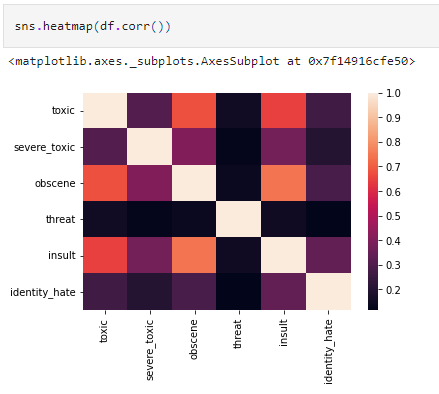 sns.heatmap(df.corr())
<matplotlib.axes._subplots.AxesSubplot at 0x7f14916cfe50>
toxic
severe_toxic
obscene
threat
insult
identity_hate
toxic
severe_toxic
obscene
threat
insult
identity_hate
1.0
0.9
0.8
0.7
0.6
0.5
0.4
0.3
0.2